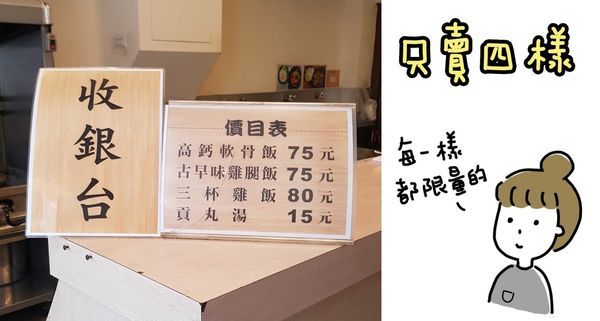 收銀台
價目表
高鈣軟骨飯 75元
古早味雞腿飯 75元
三杯雞飯 80元
貢丸湯 15元
只賣四樣
每一樣
都限量的